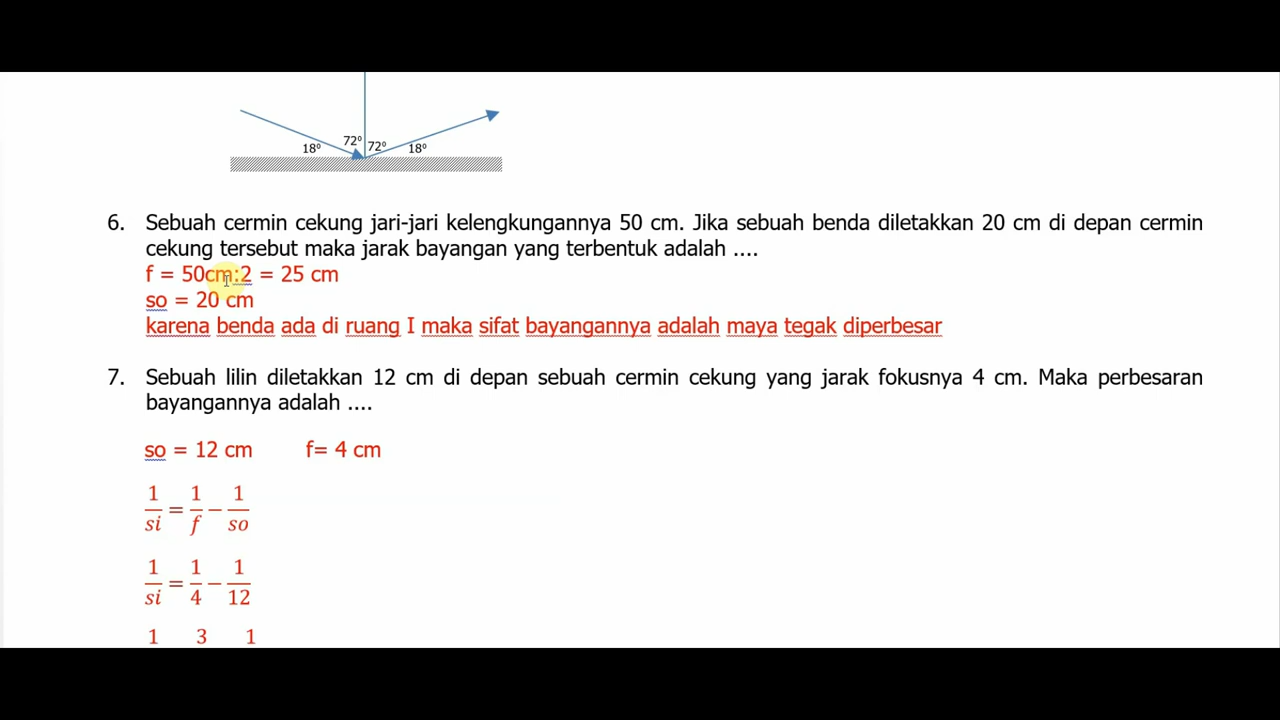 72⁰ 72⁰
18⁰ 18⁰
6. Sebuah cermin cekung jari-jari kelengkungannya 50 cm. Jika sebuah benda diletakkan 20 cm di depan cermin
cekung tersebut maka jarak bayangan yang terbentuk adalah ....
f = 50cm:2 = 25 cm
so = 20 cm
karena benda ada di ruang I maka sifat bayangannya adalah maya tegak diperbesar
7. Sebuah lilin diletakkan 12 cm di depan sebuah cermin cekung yang jarak fokusnya 4 cm. Maka perbesaran
bayangannya adalah ....
so = 12 cm f= 4 cm
1/si = 1/f − 1/so
1/si = 1/4 − 1/12
1 3 1